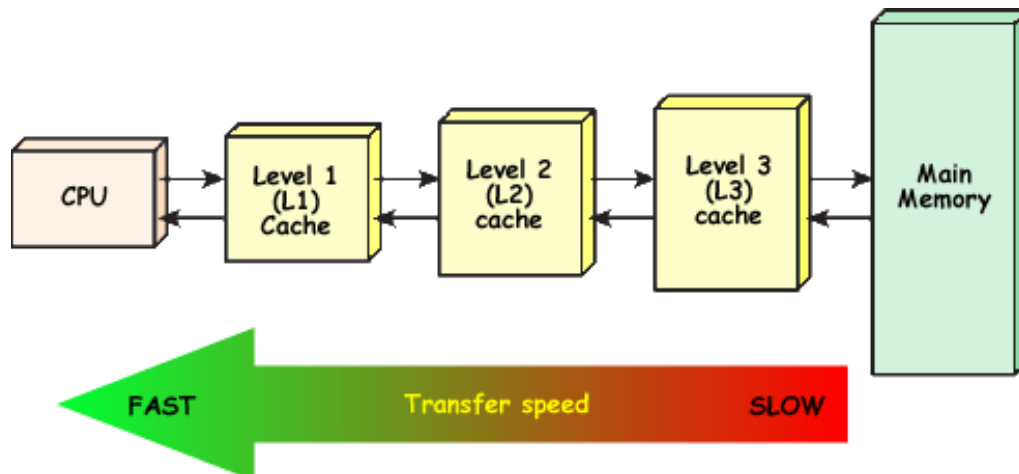 CPU
Level 1
(L1)
Cache
Level 2
(L2)
cache
Level 3
(L3)
cache
Main
Memory
FAST
Transfer speed
SLOW